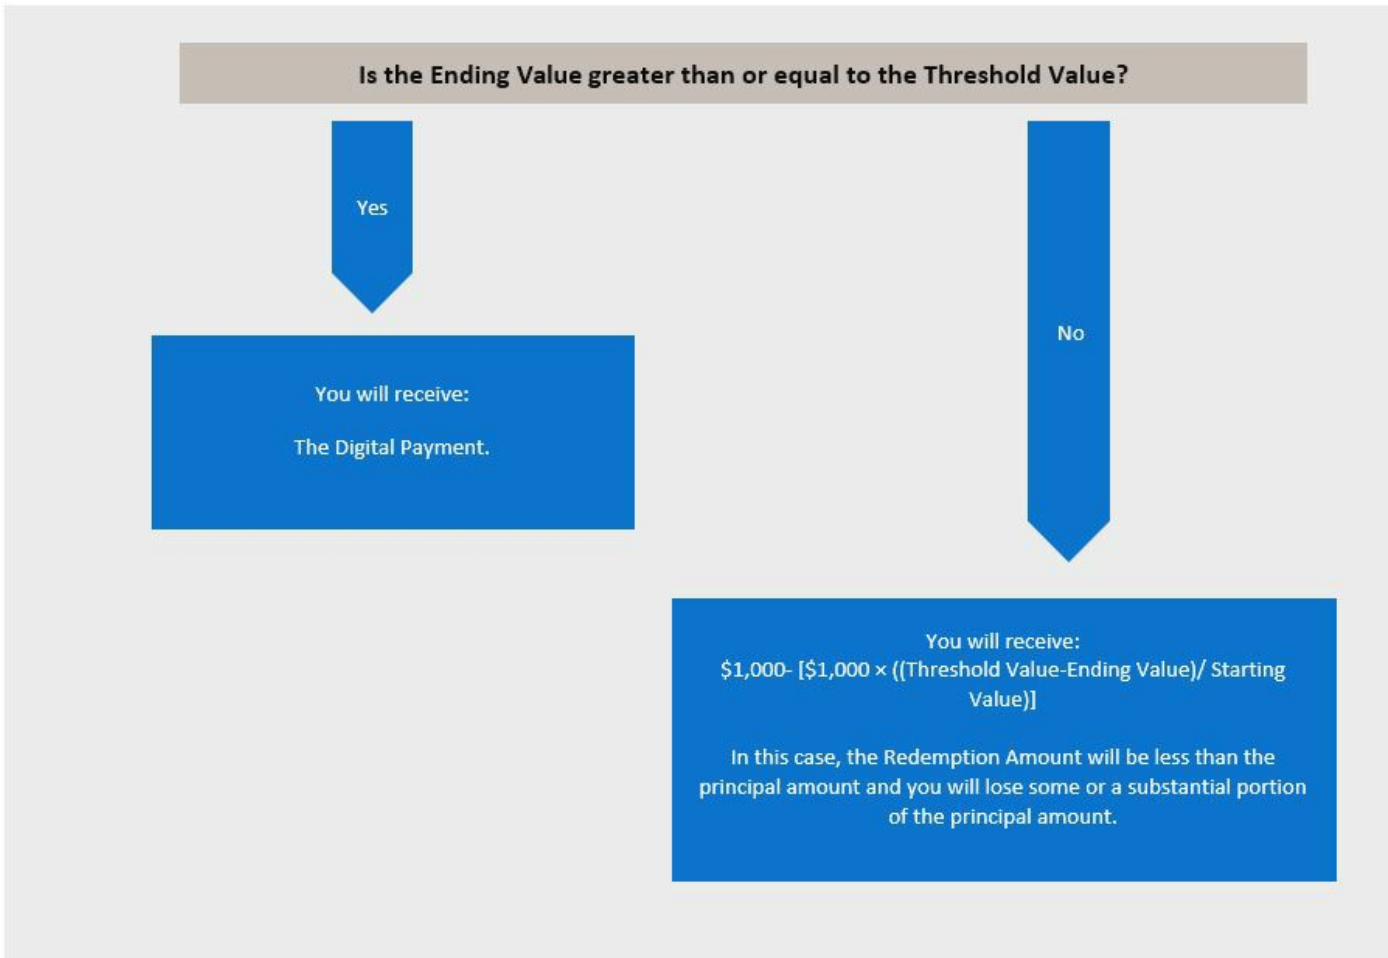 Is the Ending Value greater than or equal to the Threshold Value?
Yes
No
You will receive:
The Digital Payment.
You will receive:
$1,000- [$1,000 × ((Threshold Value-Ending Value)/ Starting
Value)]
In this case, the Redemption Amount will be less than the
principal amount and you will lose some or a substantial portion
of the principal amount.